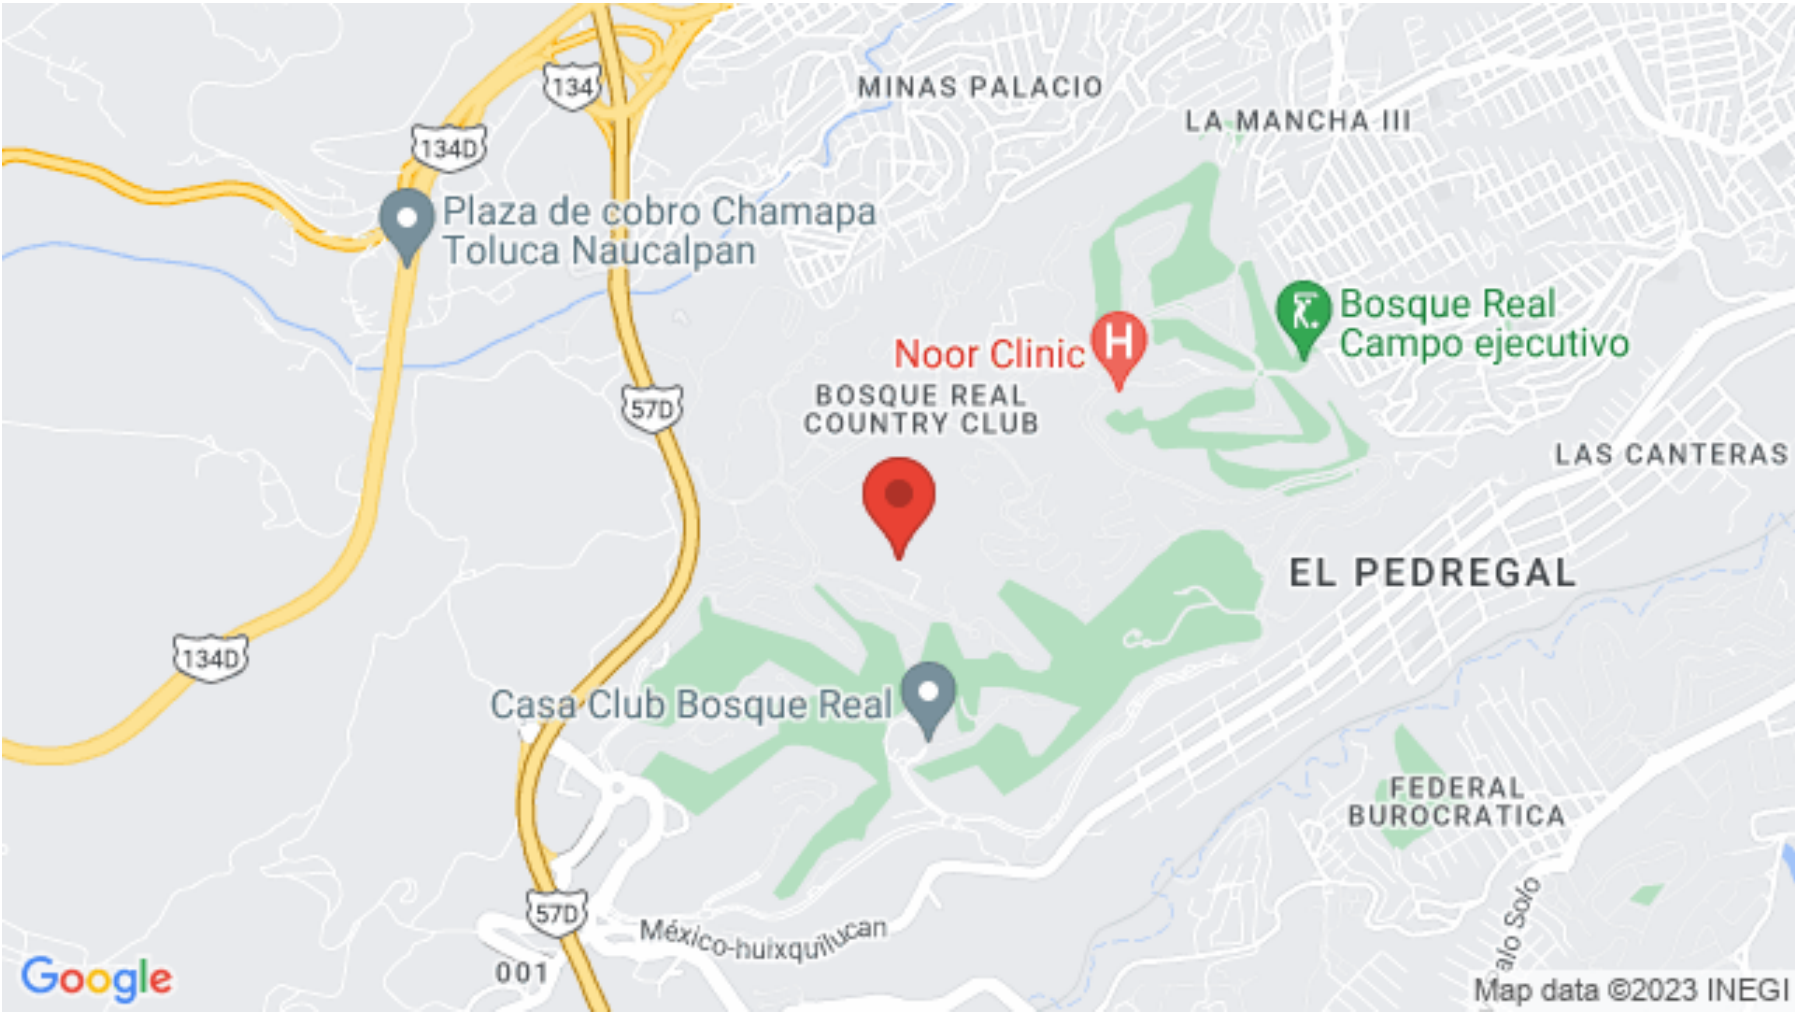 MINAS PALACIO
134
LA MANCHA III
134D
Plaza de cobro Chamapa
Toluca Naucalpan
Bosque Real
Campo ejecutivo
Noor Clinic
H
57D
BOSQUE REAL
COUNTRY CLUB
LAS CANTERAS
EL PEDREGAL
134D
Casa Club Bosque Real
FEDERAL
BUROCRATICA
57D
México-huixquilucan
alo Solo
001
Google
Map data ©2023 INEGI